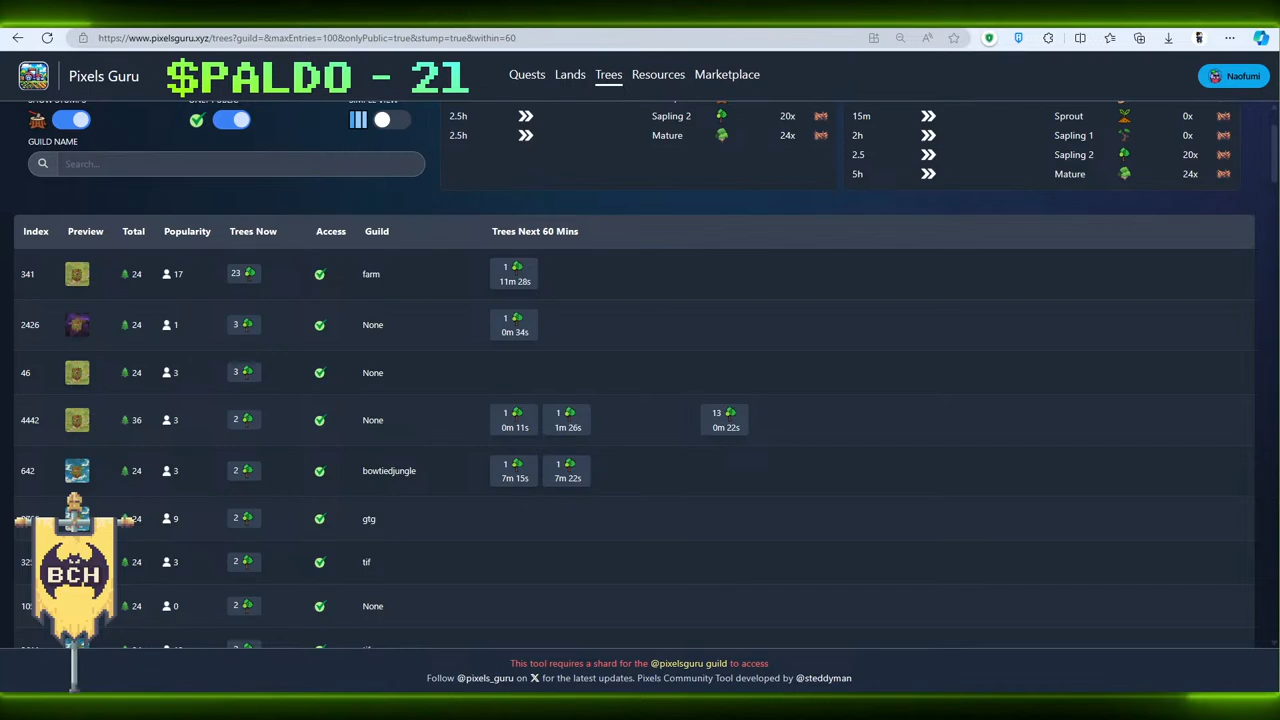 https://www.pixelsguru.xyz/trees?guild=&maxEntries=100&onlyPublic=true&stump=true&within=60
Pixels Guru
$PALDO - 21
Quests Lands Trees Resources Marketplace
Naofumi
SHOW STUMPS ONLY PUBLIC SIMPLE VIEW
GUILD NAME
Search...
2.5h Sapling 2 20x
2.5h Mature 24x
15m Sprout 0x
2h Sapling 1 0x
2.5 Sapling 2 20x
5h Mature 24x
Index Preview Total Popularity Trees Now Access Guild Trees Next 60 Mins
341 24 17 23 farm 1 11m 28s
2426 24 1 3 None 1 0m 34s
46 24 3 3 None
4442 36 3 2 None 1 0m 11s 1 1m 26s 13 0m 22s
642 24 3 2 bowtiedjungle 1 7m 15s 1 7m 22s
24 9 2 gtg
24 3 2 tif
24 0 2 None
BCH
This tool requires a shard for the @pixelsguru guild to access
Follow @pixels_guru on X for the latest updates. Pixels Community Tool developed by @steddyman